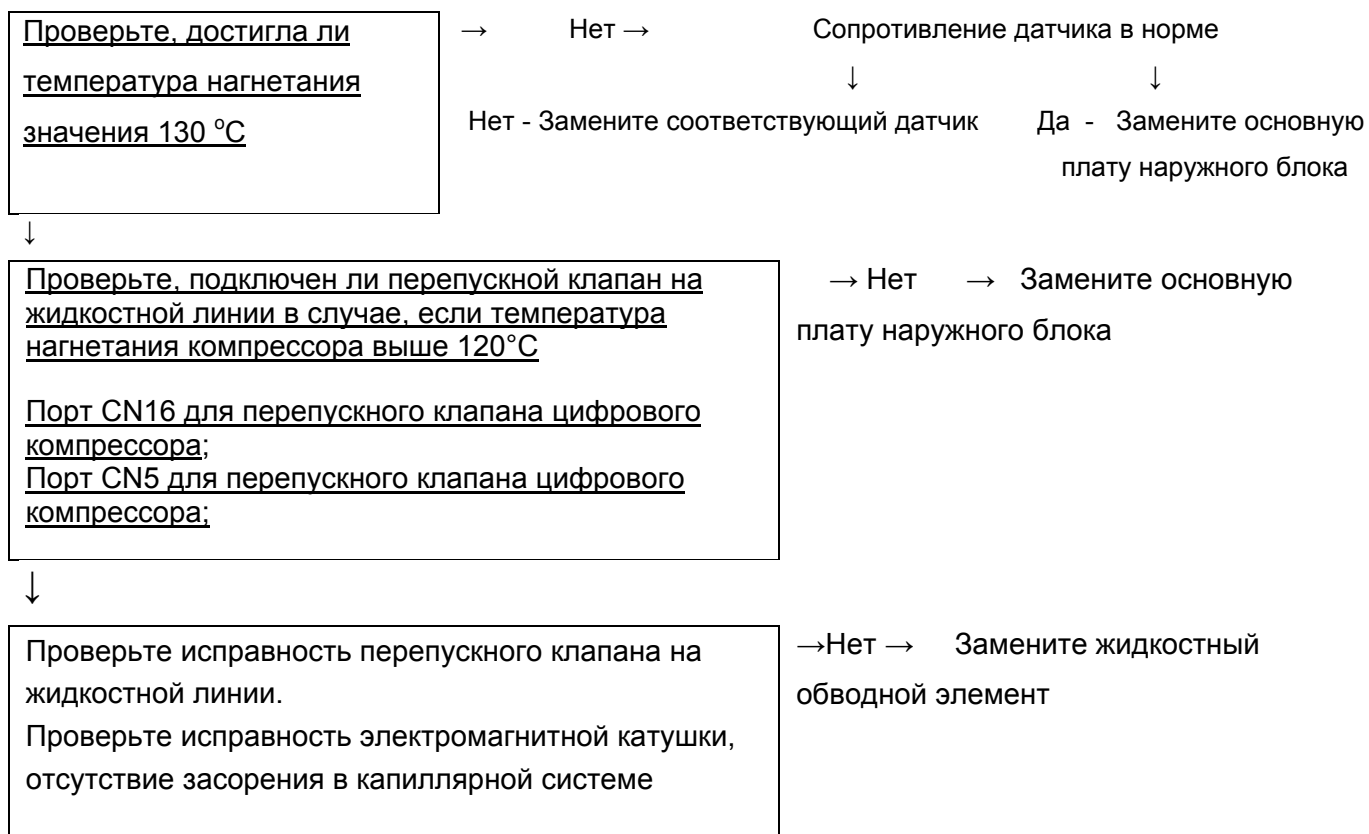 Проверьте, достигла ли
температура нагнетания
значения 130 °C
→ Нет → Сопротивление датчика в норме
↓ ↓
Нет - Замените соответствующий датчик Да - Замените основную
плату наружного блока
↓
Проверьте, подключен ли перепускной клапан на
жидкостной линии в случае, если температура
нагнетания компрессора выше 120°C
Порт CN16 для перепускного клапана цифрового
компрессора;
Порт CN5 для перепускного клапана цифрового
компрессора;
→ Нет → Замените основную
плату наружного блока
↓
Проверьте исправность перепускного клапана на
жидкостной линии.
Проверьте исправность электромагнитной катушки,
отсутствие засорения в капиллярной системе
→Нет → Замените жидкостный
обводной элемент